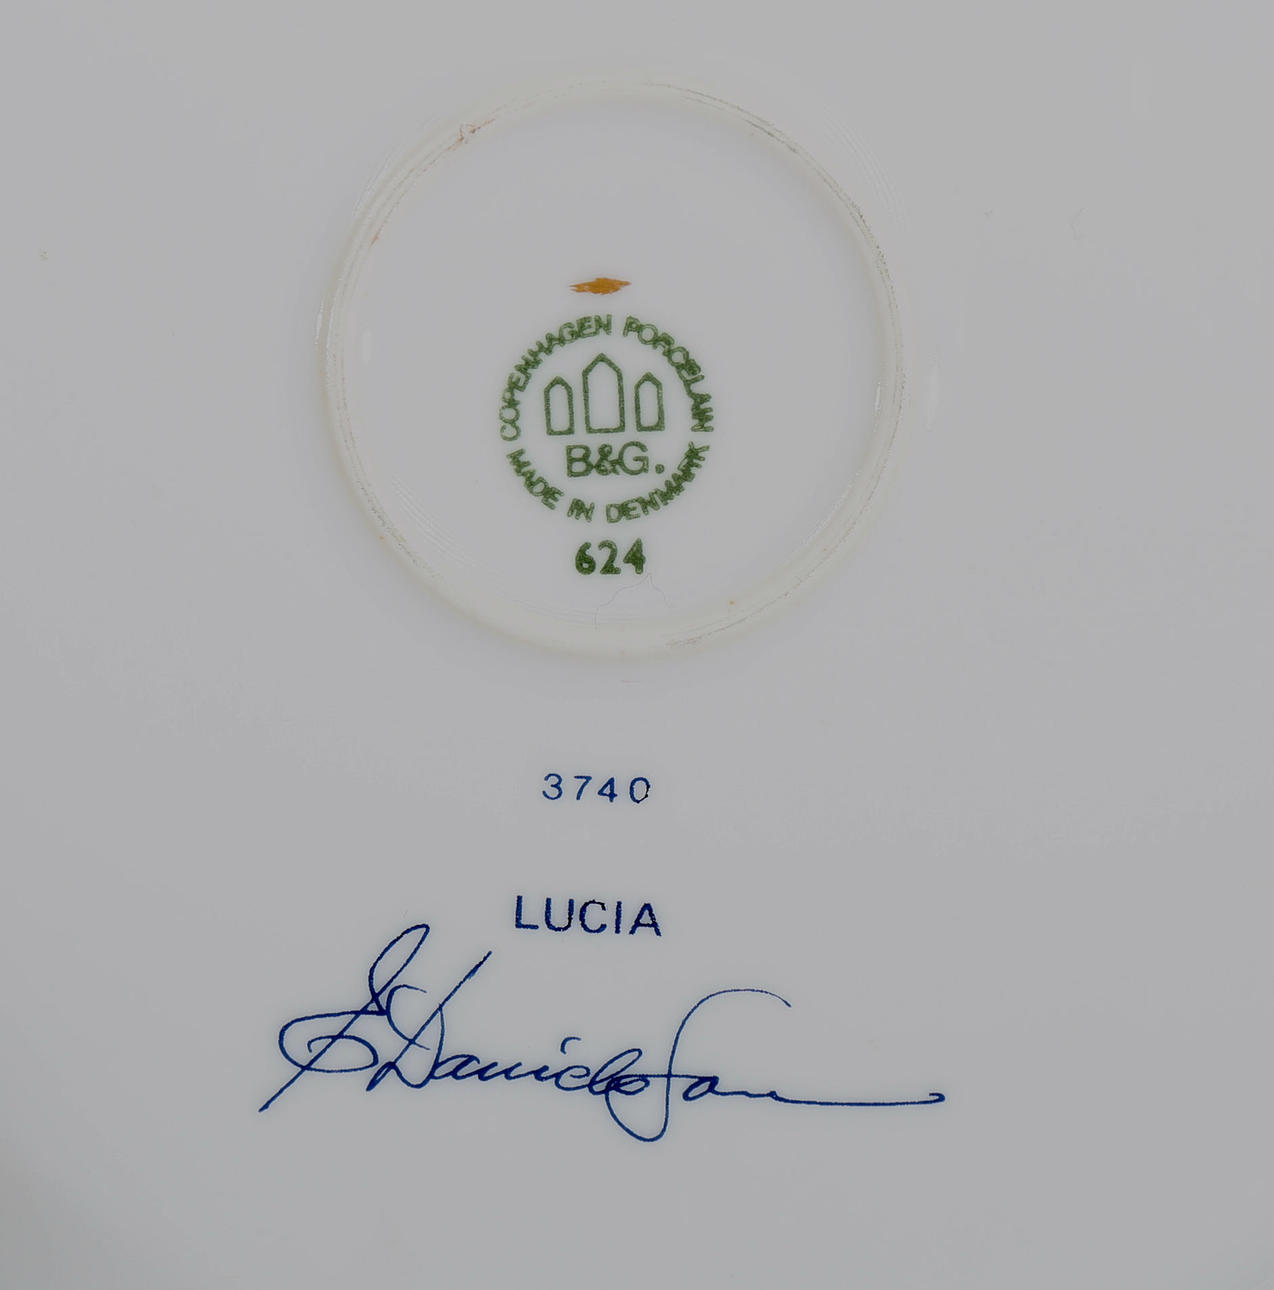 COPENHAGEN PORCELAIN
B&G.
MADE IN DENMARK
624
3740
LUCIA